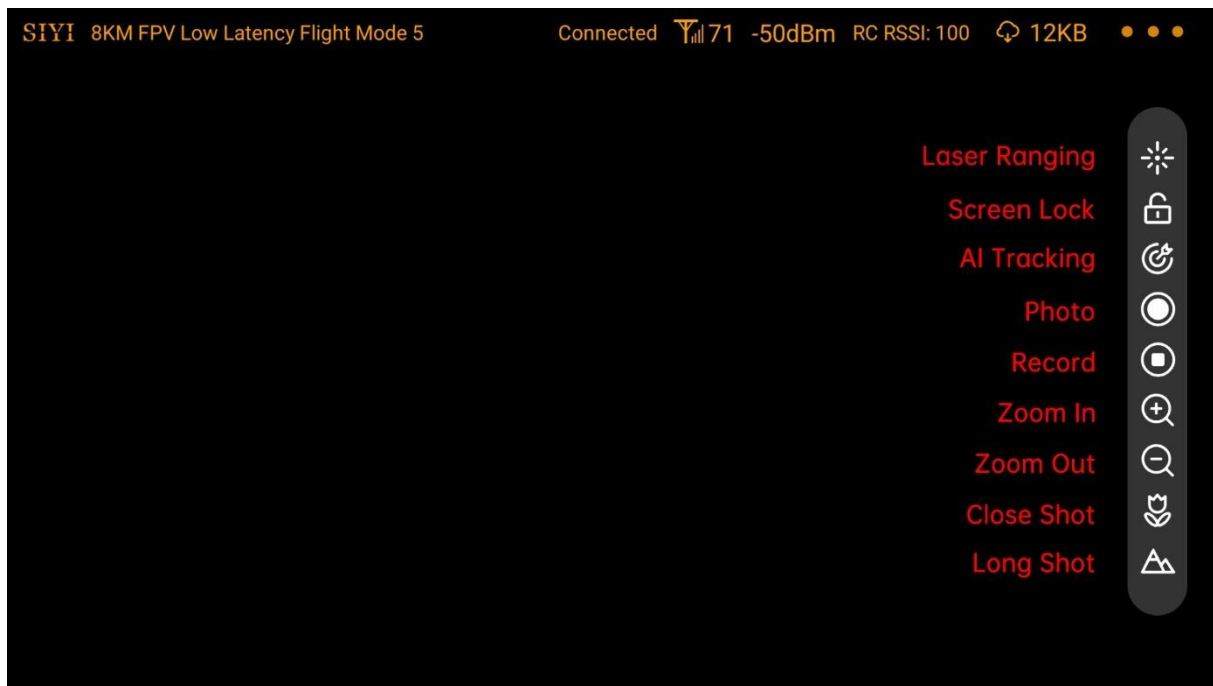 SIYI 8KM FPV Low Latency Flight Mode 5 Connected 71 -50dBm RC RSSI: 100 12KB
Laser Ranging
Screen Lock
AI Tracking
Photo
Record
Zoom In
Zoom Out
Close Shot
Long Shot